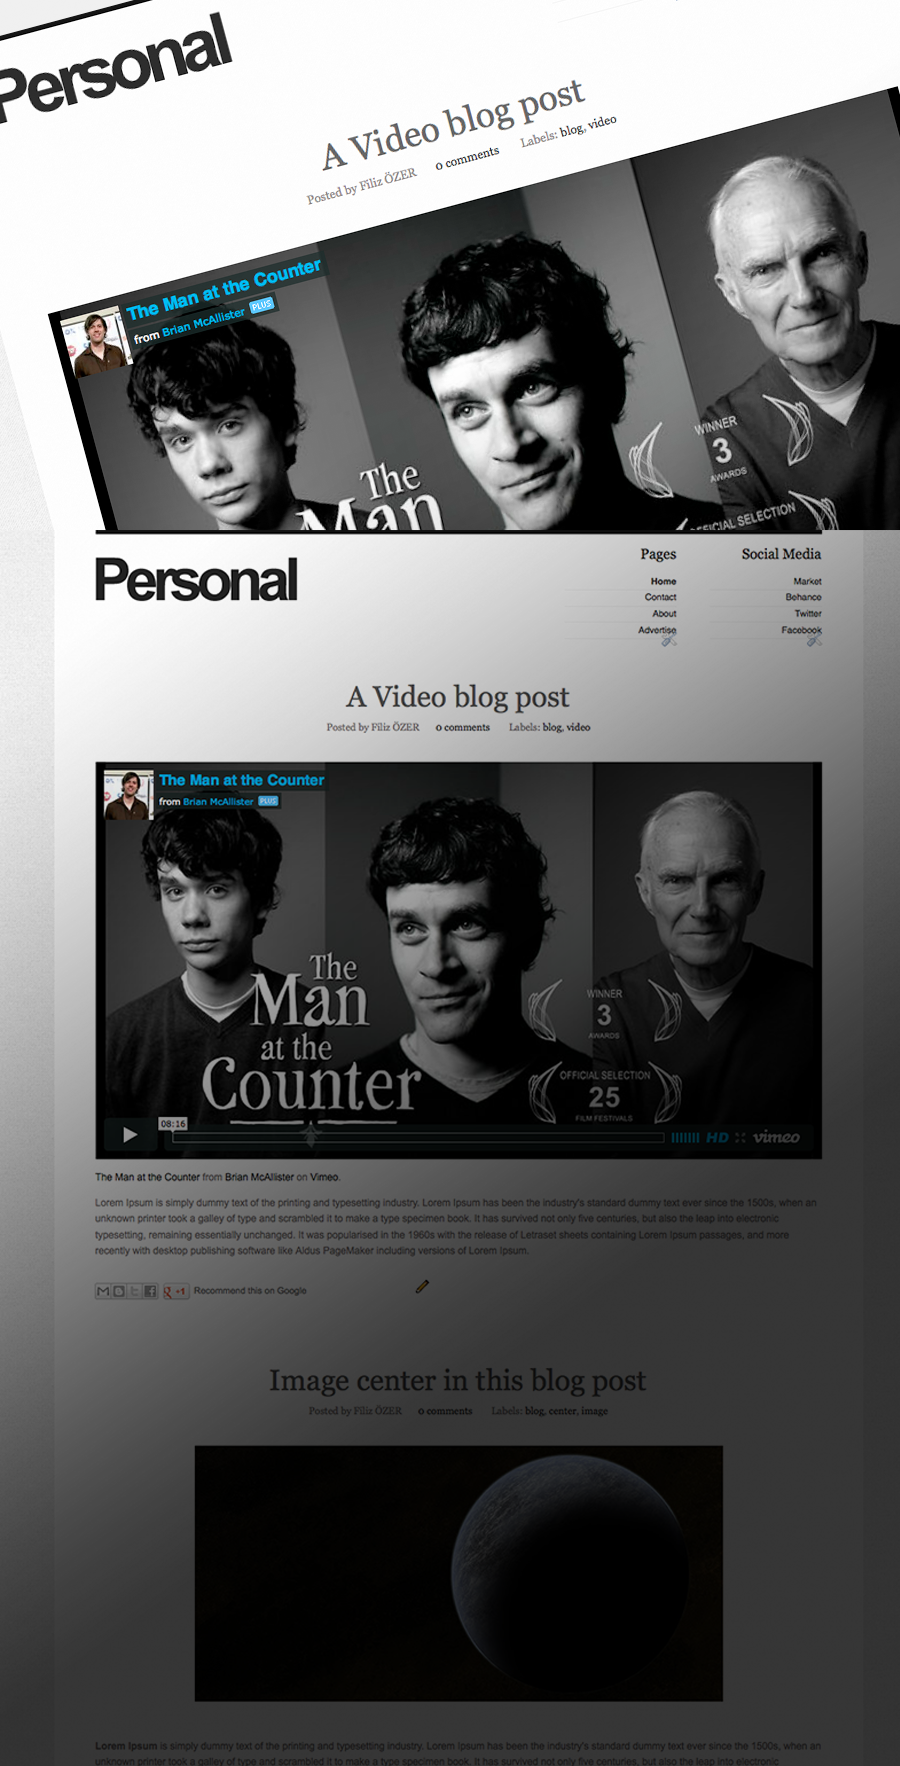 Personal
A Video blog post
Posted by Filiz ÖZER 0 comments Labels: blog, video
The Man at the Counter
from Brian McAllister PLUS
The
Man
WINNER
3
AWARDS
OFFICIAL SELECTION
Personal
Pages
Home
Contact
About
Advertise
Social Media
Market
Behance
Twitter
Facebook
A Video blog post
Posted by Filiz ÖZER 0 comments Labels: blog, video
The Man at the Counter
from Brian McAllister PLUS
The
Man
at the
Counter
WINNER
3
AWARDS
OFFICIAL SELECTION
25
FILM FESTIVALS
08:16
HD vimeo
The Man at the Counter from Brian McAllister on Vimeo.
Lorem Ipsum is simply dummy text of the printing and typesetting industry. Lorem Ipsum has been the industry's standard dummy text ever since the 1500s, when an
unknown printer took a galley of type and scrambled it to make a type specimen book. It has survived not only five centuries, but also the leap into electronic
typesetting, remaining essentially unchanged. It was popularised in the 1960s with the release of Letraset sheets containing Lorem Ipsum passages, and more
recently with desktop publishing software like Aldus PageMaker including versions of Lorem Ipsum.
g +1 Recommend this on Google
Image center in this blog post
Posted by Filiz ÖZER 0 comments Labels: blog, center, image
Lorem Ipsum is simply dummy text of the printing and typesetting industry. Lorem Ipsum has been the industry's standard dummy text ever since the 1500s, when an
unknown printer took a galley of type and scrambled it to make a type specimen book. It has survived not only five centuries, but also the leap into electronic